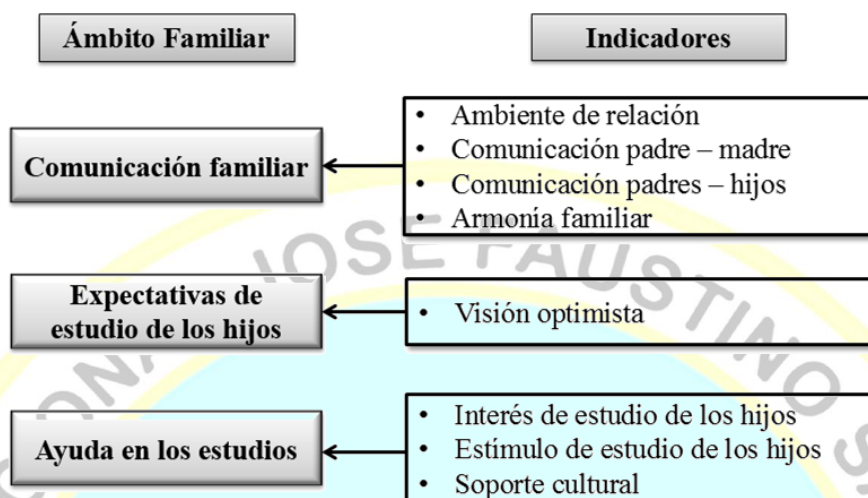 Ámbito Familiar
Indicadores
Comunicación familiar
• Ambiente de relación
• Comunicación padre – madre
• Comunicación padres – hijos
• Armonía familiar
Expectativas de
estudio de los hijos
• Visión optimista
Ayuda en los estudios
• Interés de estudio de los hijos
• Estímulo de estudio de los hijos
• Soporte cultural
JOSE FAUSTINO